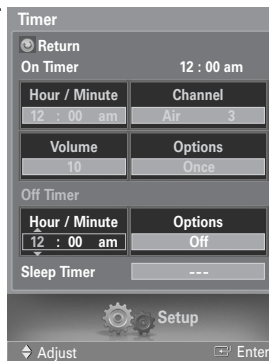 Timer
Return
On Timer 12 : 00 am
Hour / Minute Channel
12 : 00 am Air 3
Volume Options
10 Once
Off Timer
Hour / Minute Options
12 : 00 am Off
Sleep Timer ---
Setup
Adjust Enter